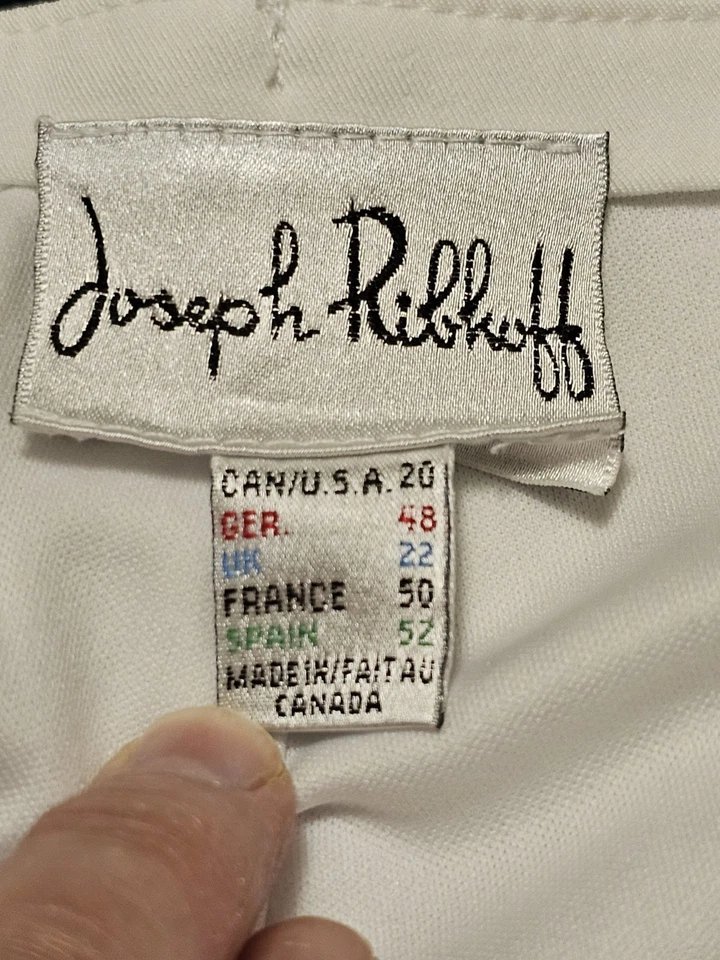 Joseph Ribkoff
CAN/U.S.A. 20
GER. 48
UK 22
FRANCE 50
SPAIN 52
MADE IN/FAIT AU
CANADA